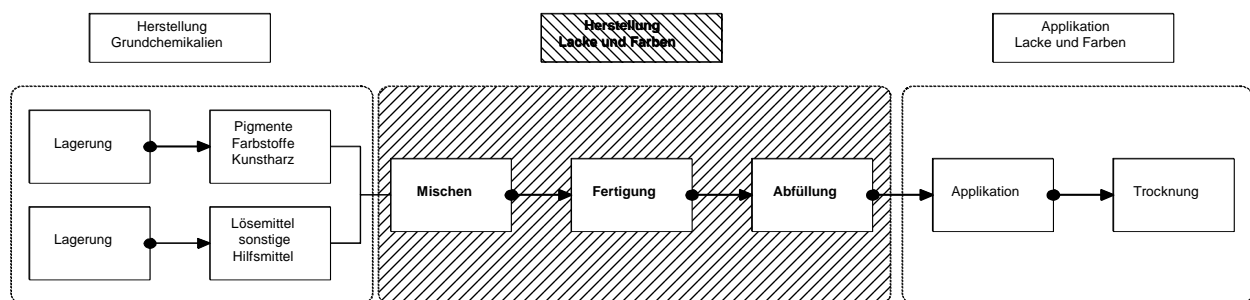 Herstellung
Grundchemikalien
Herstellung
Lacke und Farben
Applikation
Lacke und Farben
Lagerung
Pigmente
Farbstoffe
Kunstharz
Lagerung
Lösemittel
sonstige
Hilfsmittel
Mischen
Fertigung
Abfüllung
Applikation
Trocknung